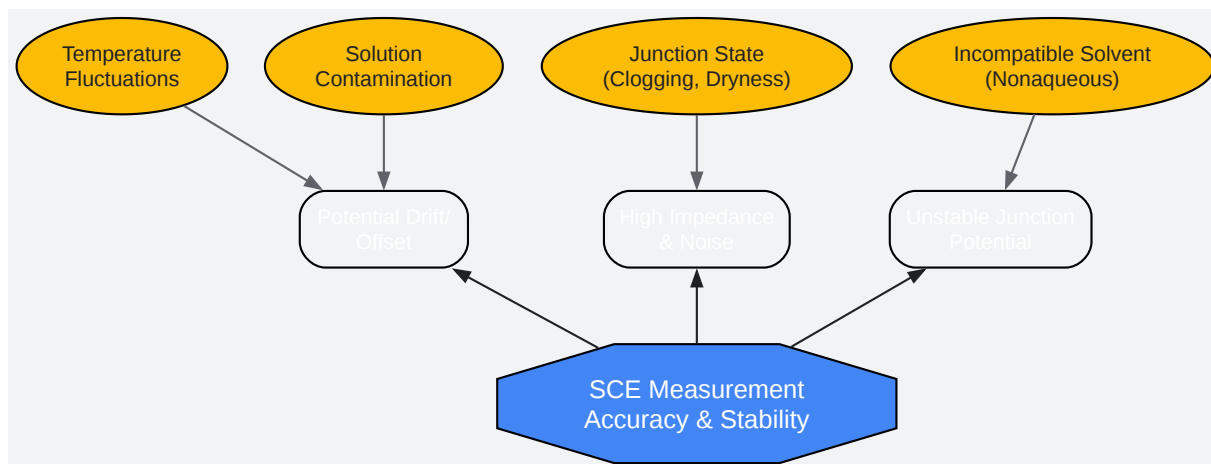 Temperature
Fluctuations
Solution
Contamination
Junction State
(Clogging, Dryness)
Incompatible Solvent
(Nonaqueous)
Potential Drift/
Offset
High Impedance
& Noise
Unstable Junction
Potential
SCE Measurement
Accuracy & Stability